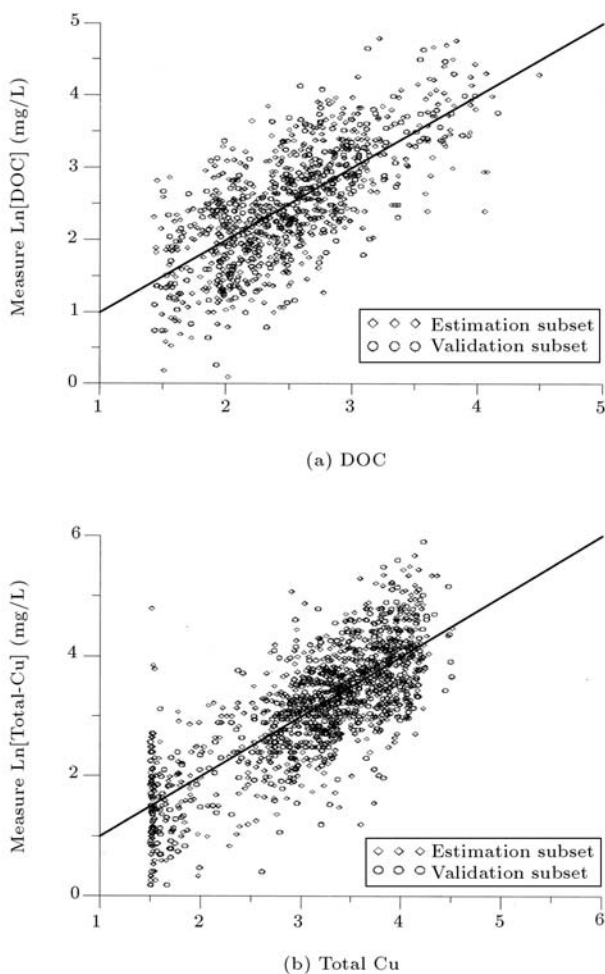 5
4
3
2
1
0
Measure Ln[DOC] (mg/L)
Estimation subset
Validation subset
1
2
3
4
5
(a) DOC
6
4
2
0
Measure Ln[Total-Cu] (mg/L)
Estimation subset
Validation subset
1
2
3
4
5
6
(b) Total Cu